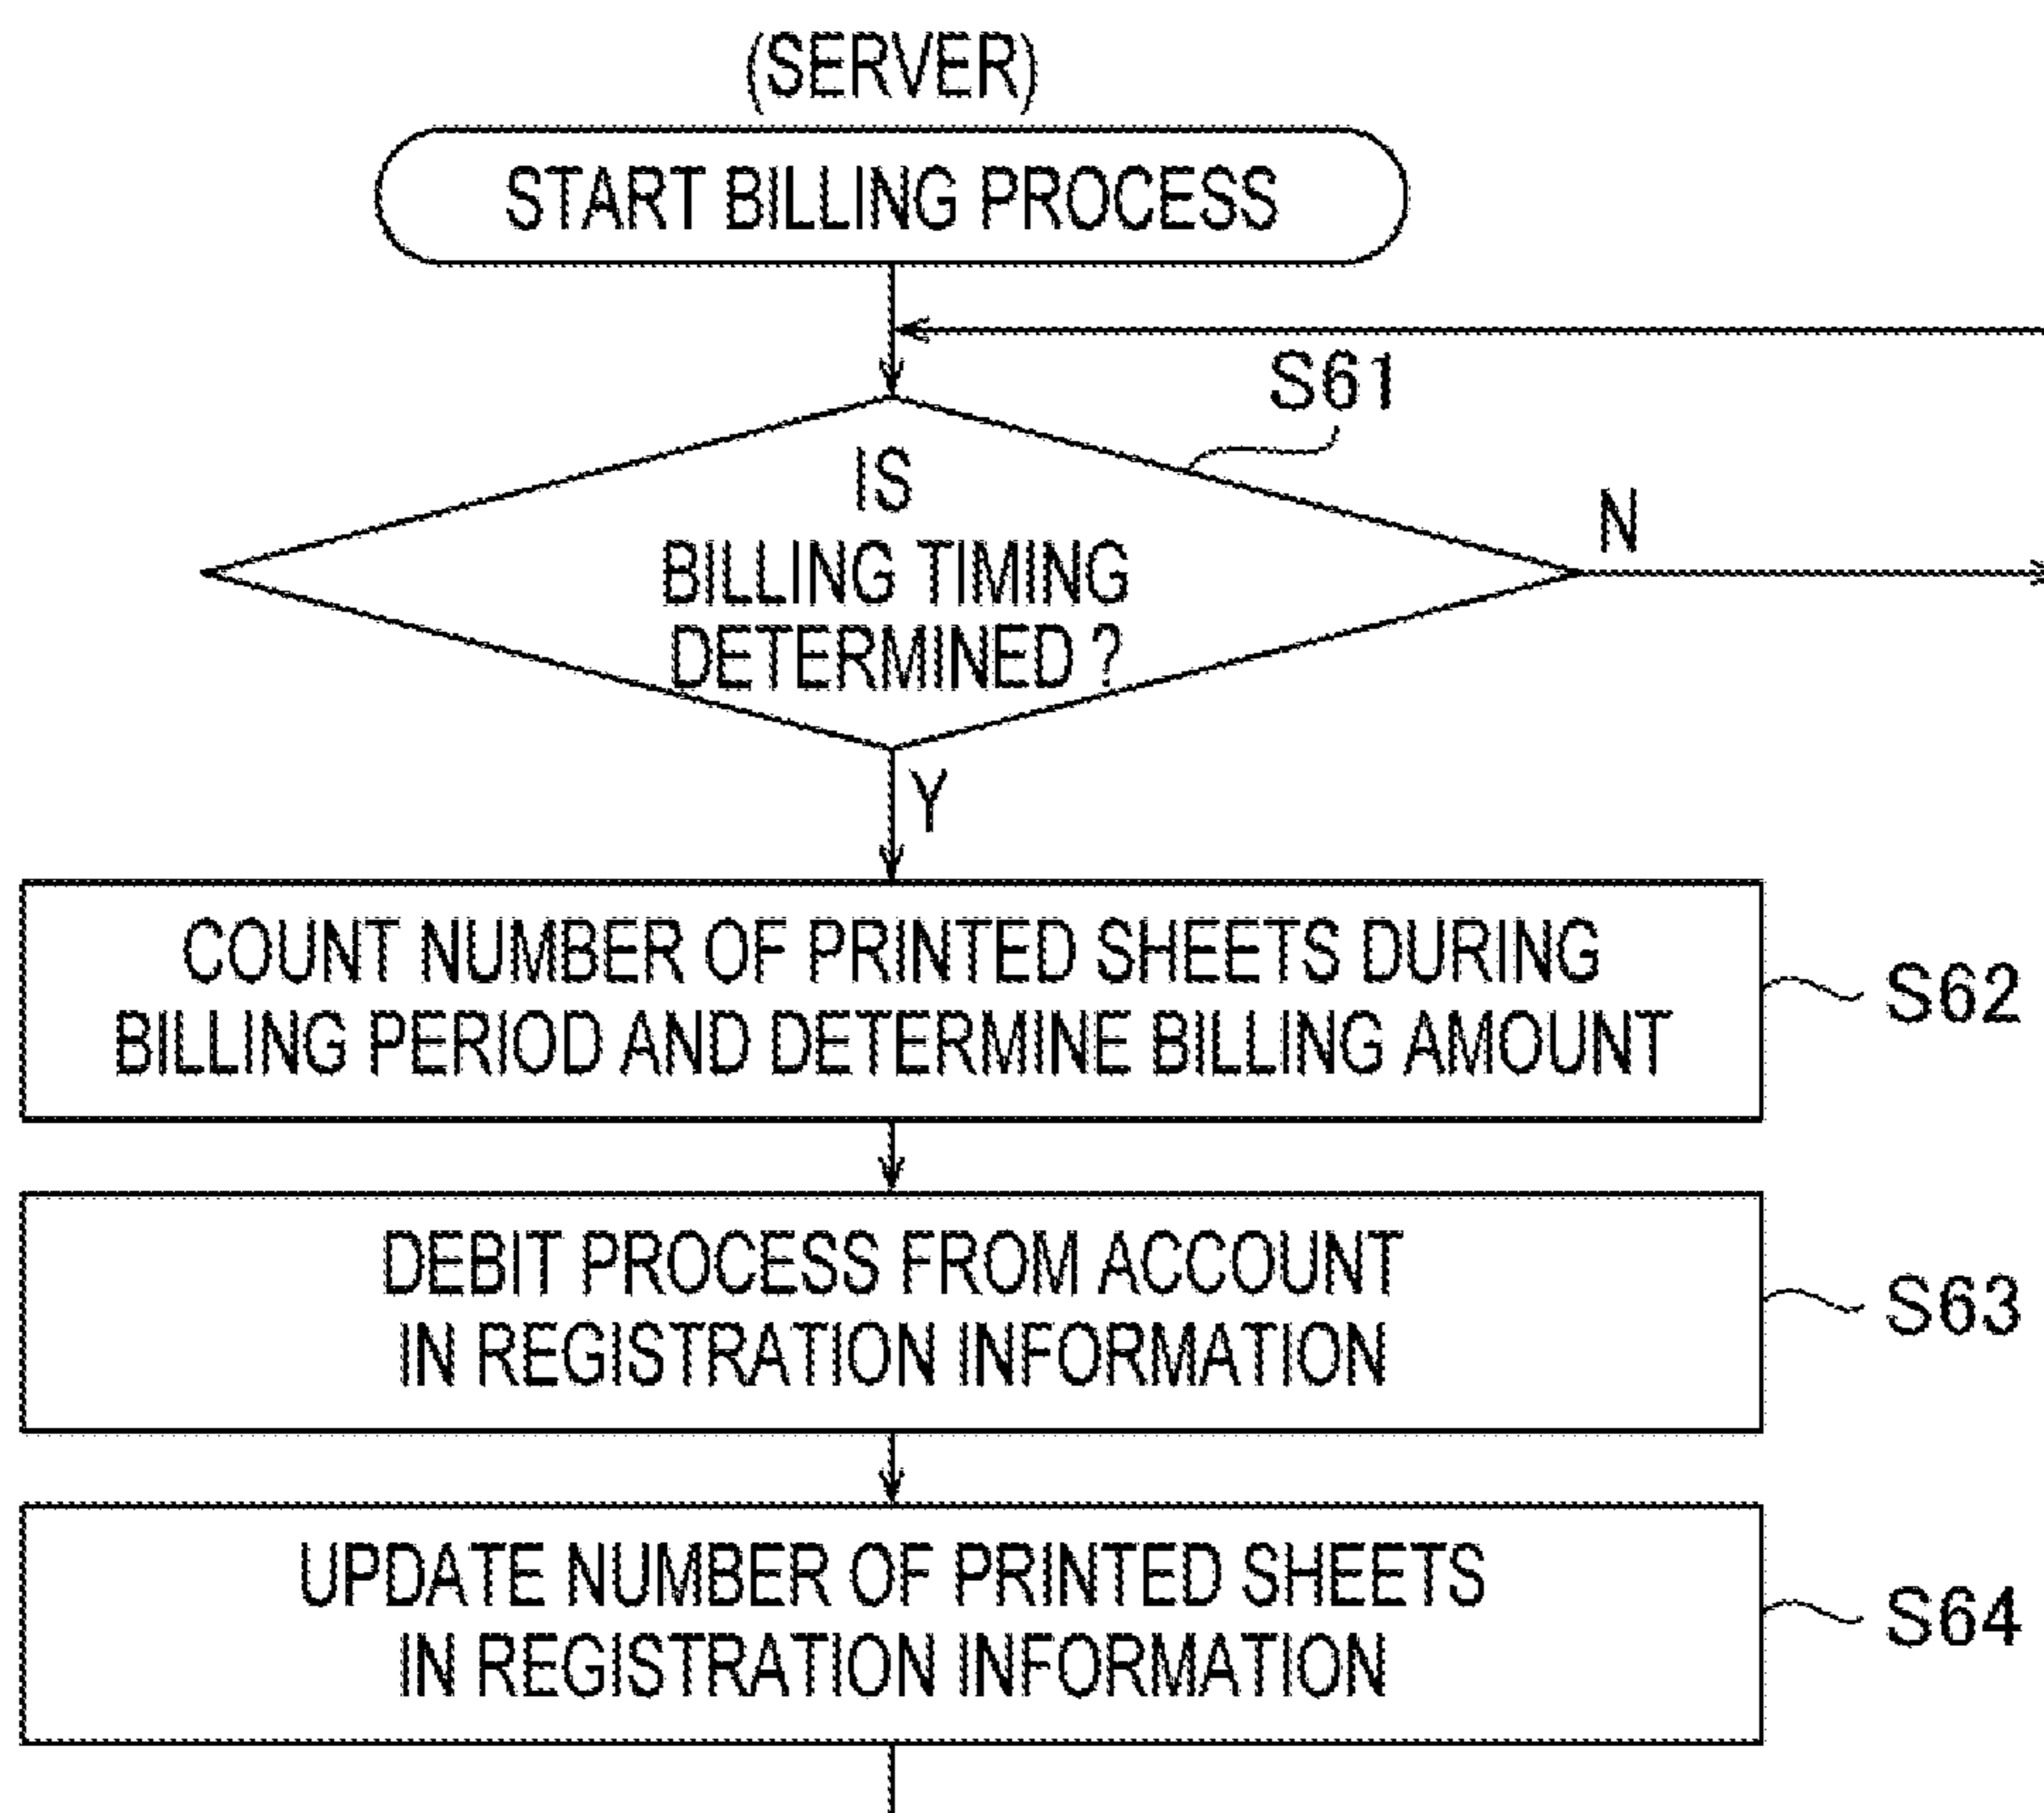 (SERVER)
START BILLING PROCESS
S61
IS
BILLING TIMING
DETERMINED ?
N
Y
COUNT NUMBER OF PRINTED SHEETS DURING
BILLING PERIOD AND DETERMINE BILLING AMOUNT
S62
DEBIT PROCESS FROM ACCOUNT
IN REGISTRATION INFORMATION
S63
UPDATE NUMBER OF PRINTED SHEETS
IN REGISTRATION INFORMATION
S64